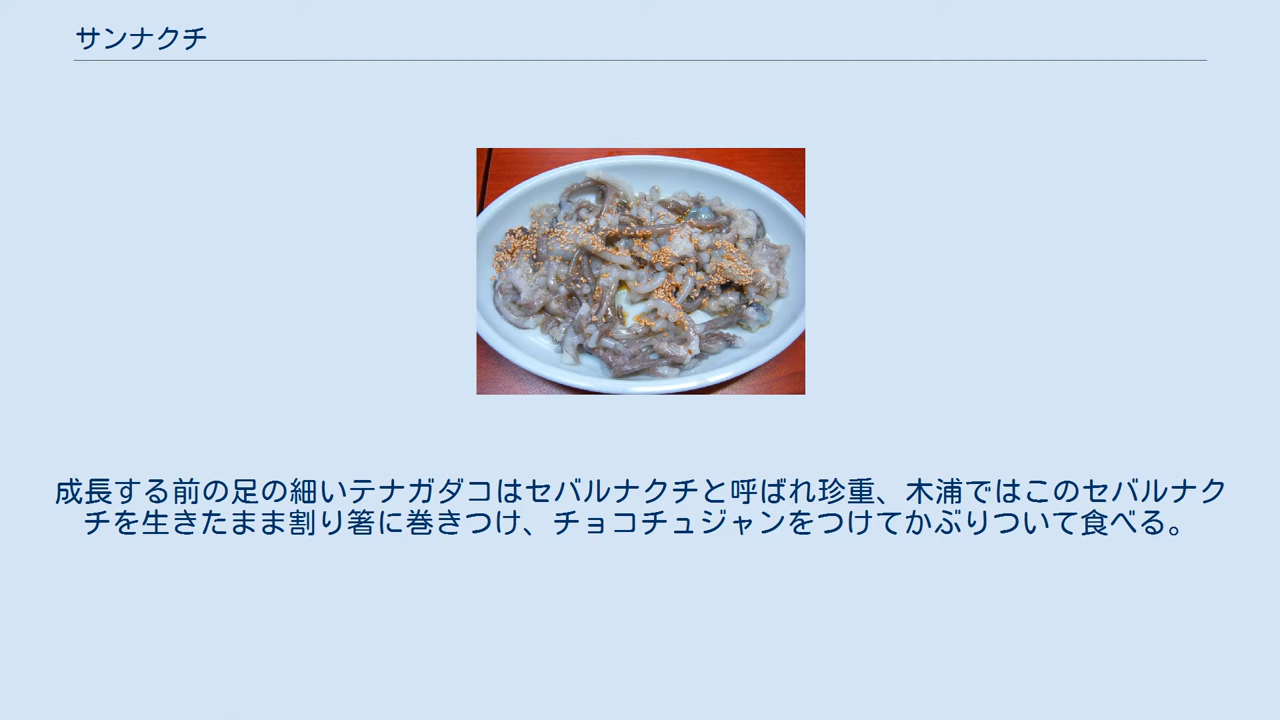 サンナクチ
成長する前の足の細いテナガダコはセバルナクチと呼ばれ珍重、木浦ではこのセバルナク
チを生きたまま割り箸に巻きつけ、チョコチュジャンをつけてかぶりついて食べる。